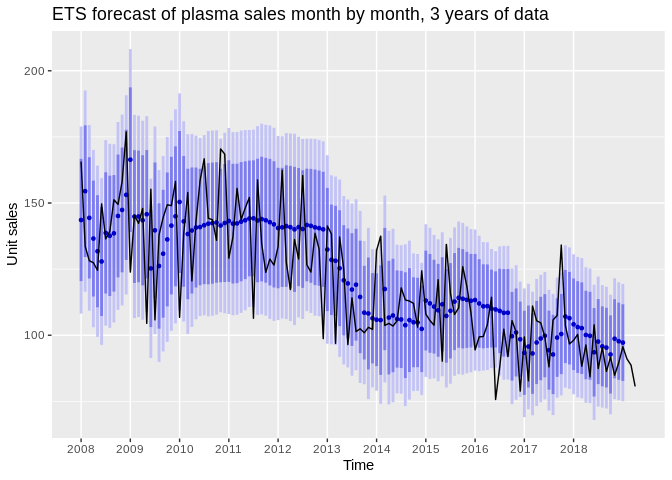 ETS forecast of plasma sales month by month, 3 years of data
200
150
100
Unit sales
2008 2009 2010 2011 2012 2013 2014 2015 2016 2017 2018
Time